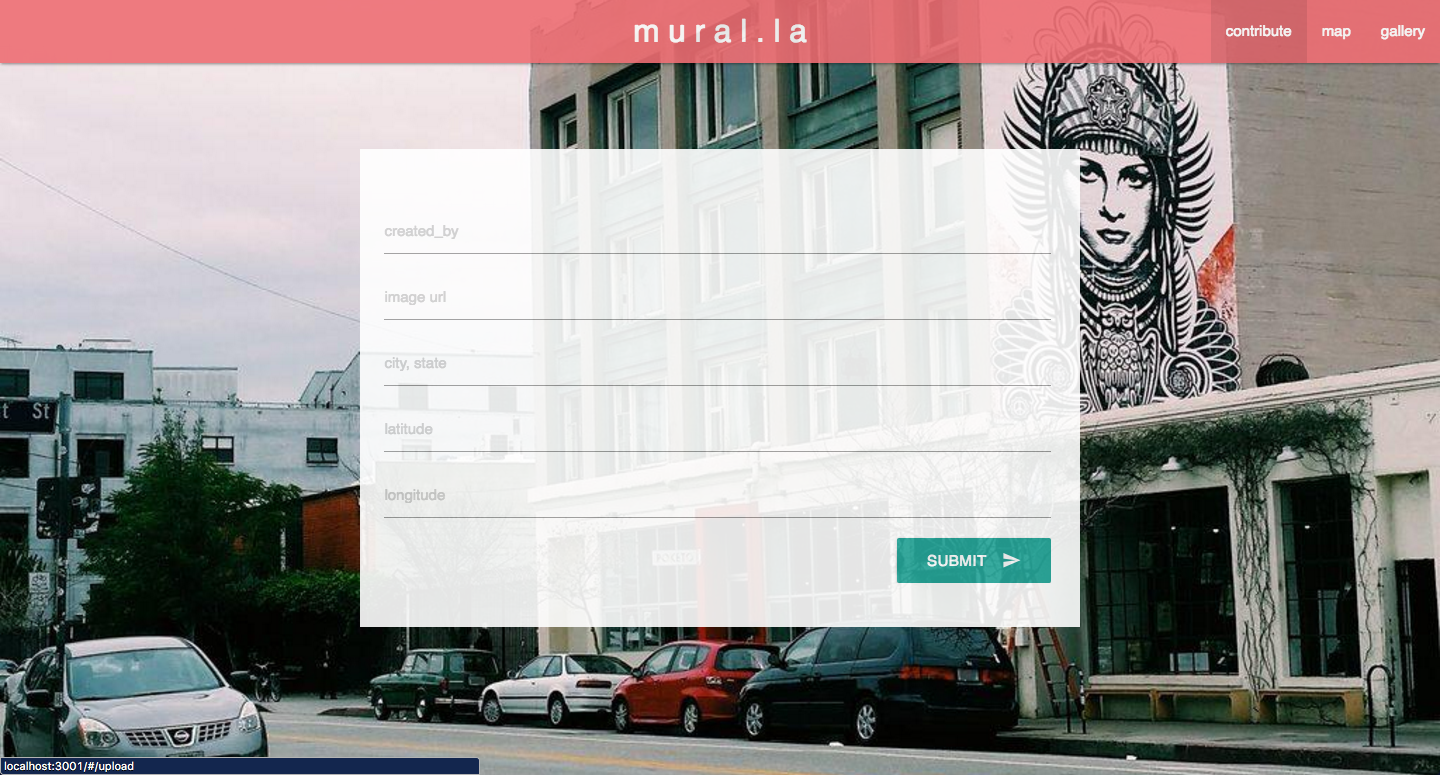 mural.la
contribute map gallery
created_by
image url
city, state
latitude
longitude
SUBMIT
t St
localhost:3001/#/upload